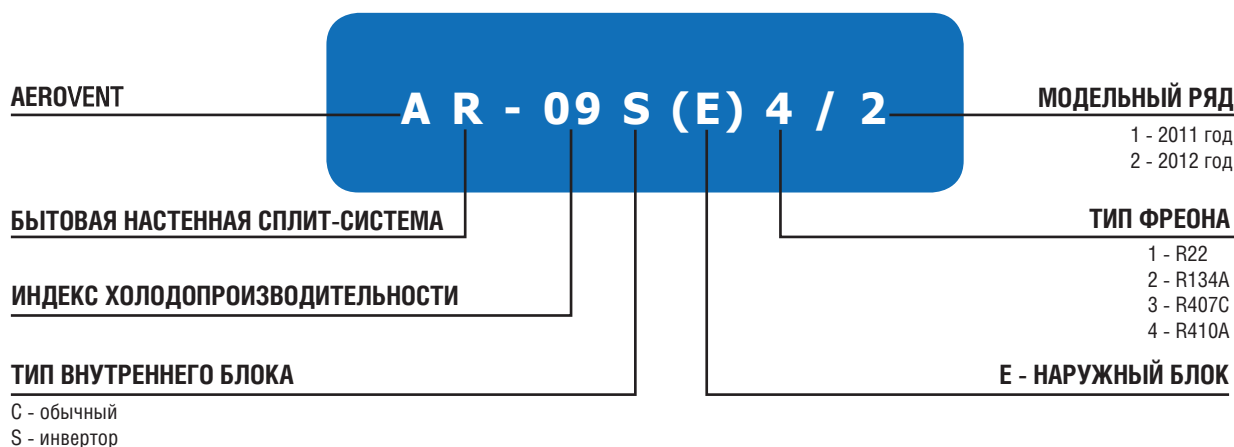 AEROVENT
A R - 09 S (E) 4 / 2
МОДЕЛЬНЫЙ РЯД
1 - 2011 год
2 - 2012 год
БЫТОВАЯ НАСТЕННАЯ СПЛИТ-СИСТЕМА
ТИП ФРЕОНА
1 - R22
2 - R134A
3 - R407C
4 - R410A
ИНДЕКС ХОЛОДОПРОИЗВОДИТЕЛЬНОСТИ
ТИП ВНУТРЕННЕГО БЛОКА
С - обычный
S - инвертор
Е - НАРУЖНЫЙ БЛОК